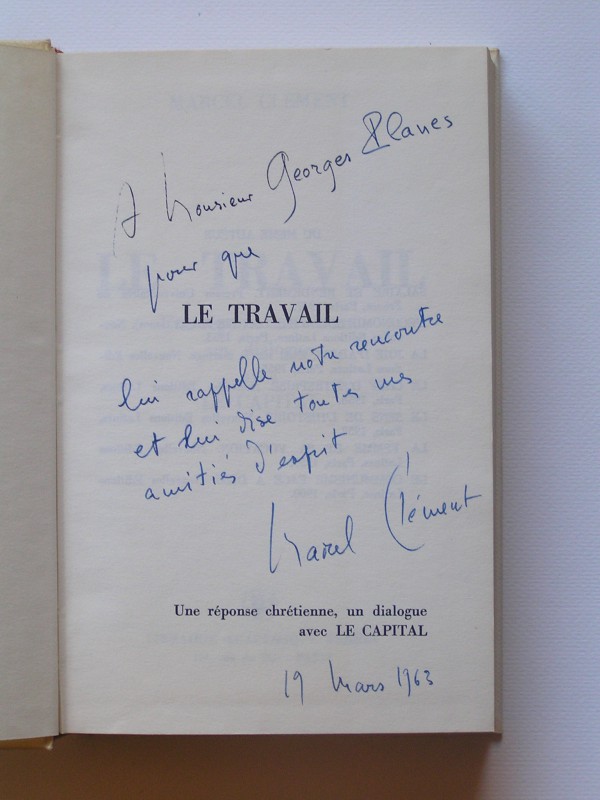 A Monsieur Georges Planes
pour que
LE TRAVAIL
lui rappelle notre rencontre
et lui dise toutes mes
amitiés d'esprit
Marcel Clément
Une réponse chrétienne, un dialogue
avec LE CAPITAL
19 Mars 1963